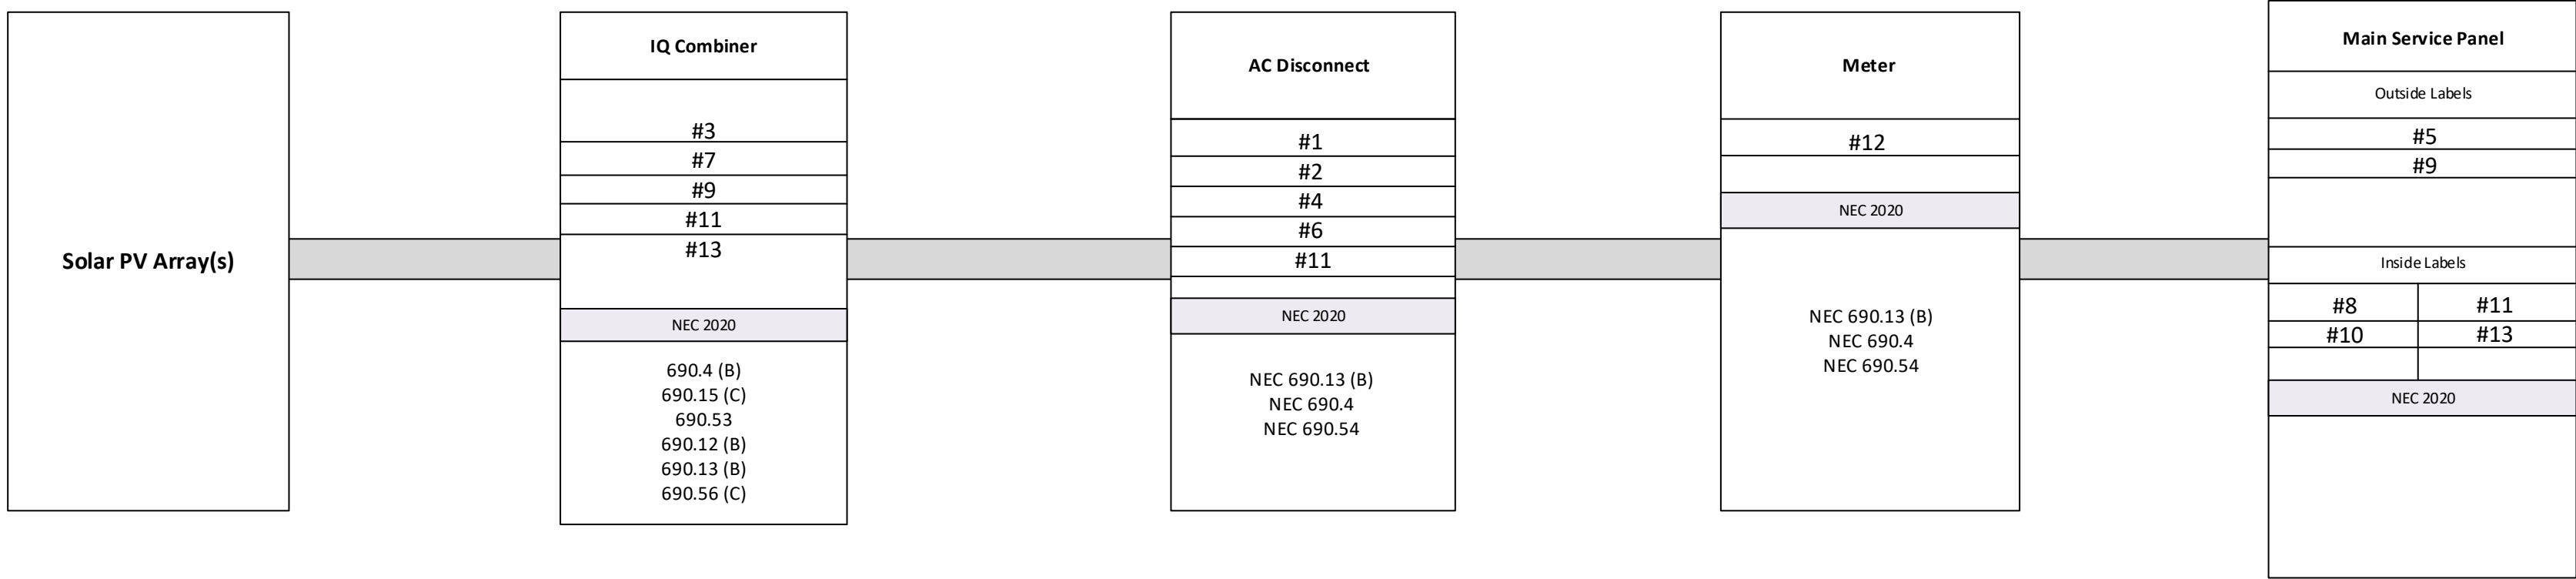 Solar PV Array(s)
IQ Combiner
#3
#7
#9
#11
#13
NEC 2020
690.4 (B)
690.15 (C)
690.53
690.12 (B)
690.13 (B)
690.56 (C)
AC Disconnect
#1
#2
#4
#6
#11
NEC 2020
NEC 690.13 (B)
NEC 690.4
NEC 690.54
Meter
#12
NEC 2020
NEC 690.13 (B)
NEC 690.4
NEC 690.54
Main Service Panel
Outside Labels
#5
#9
Inside Labels
#8 #11
#10 #13
NEC 2020